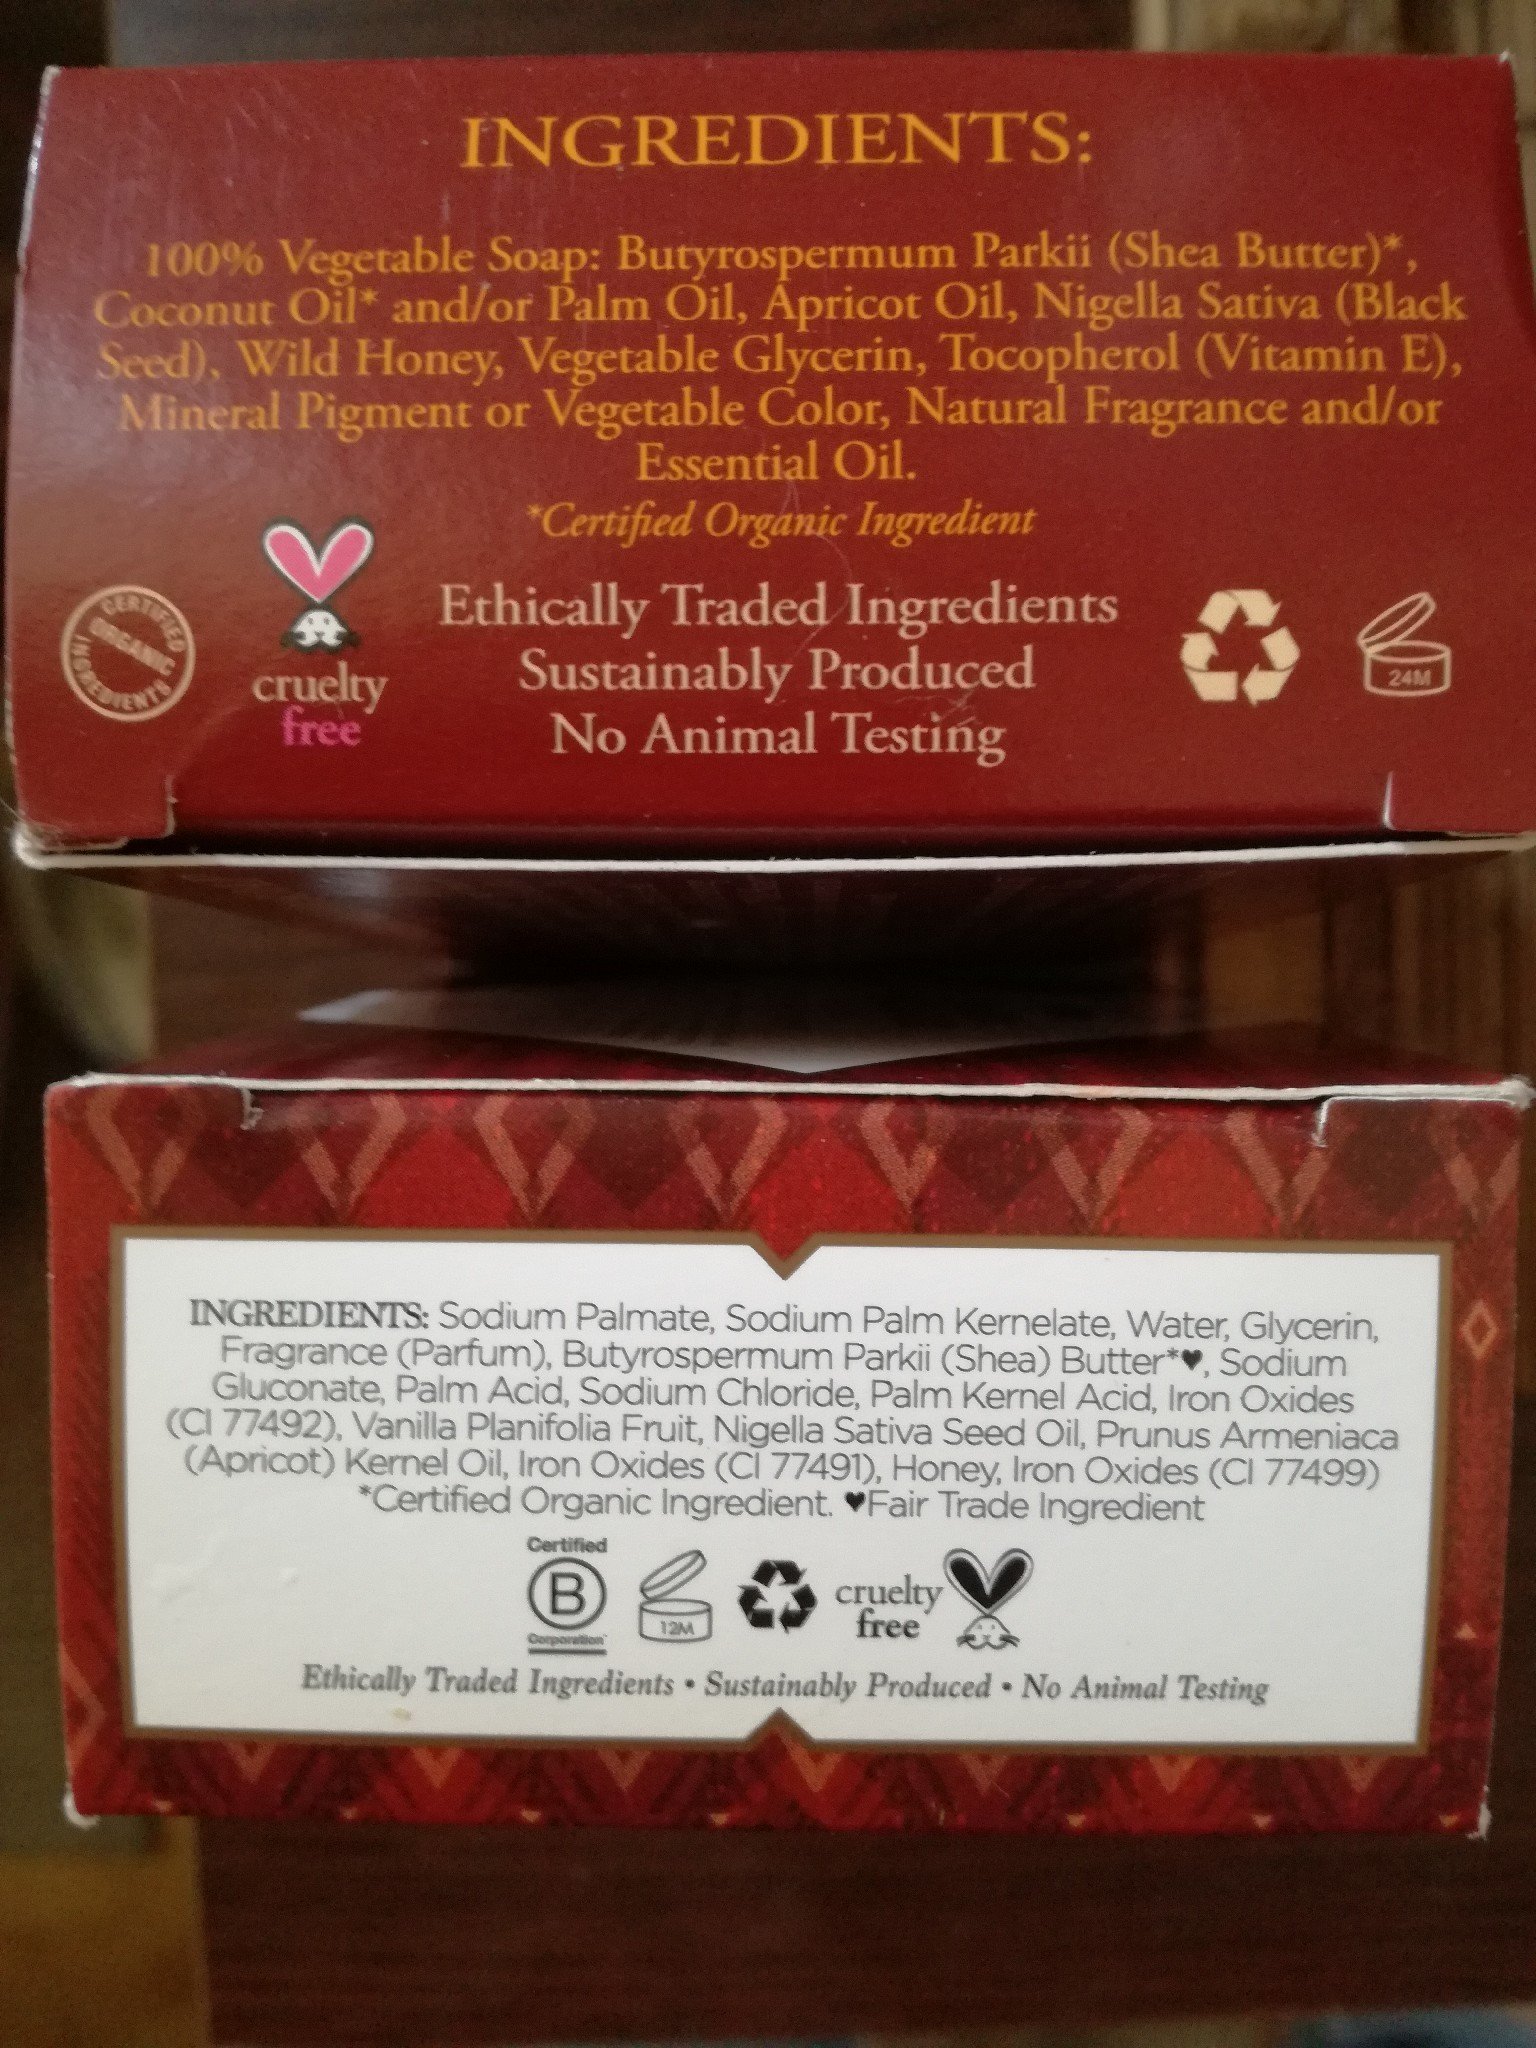 INGREDIENTS:
100% Vegetable Soap: Butyrospermum Parkii (Shea Butter)*,
Coconut Oil* and/or Palm Oil, Apricot Oil, Nigella Sativa (Black
Seed), Wild Honey, Vegetable Glycerin, Tocopherol (Vitamin E),
Mineral Pigment or Vegetable Color, Natural Fragrance and/or
Essential Oil.
*Certified Organic Ingredient
CERTIFIED
ORGANIC
INGREDIENTS
cruelty
free
Ethically Traded Ingredients
Sustainably Produced
No Animal Testing
24M
INGREDIENTS: Sodium Palmate, Sodium Palm Kernelate, Water, Glycerin,
Fragrance (Parfum), Butyrospermum Parkii (Shea) Butter*♥, Sodium
Gluconate, Palm Acid, Sodium Chloride, Palm Kernel Acid, Iron Oxides
(CI 77492), Vanilla Planifolia Fruit, Nigella Sativa Seed Oil, Prunus Armeniaca
(Apricot) Kernel Oil, Iron Oxides (CI 77491), Honey, Iron Oxides (CI 77499)
*Certified Organic Ingredient. ♥Fair Trade Ingredient
Certified
B
Corporation
12M
cruelty
free
Ethically Traded Ingredients • Sustainably Produced • No Animal Testing